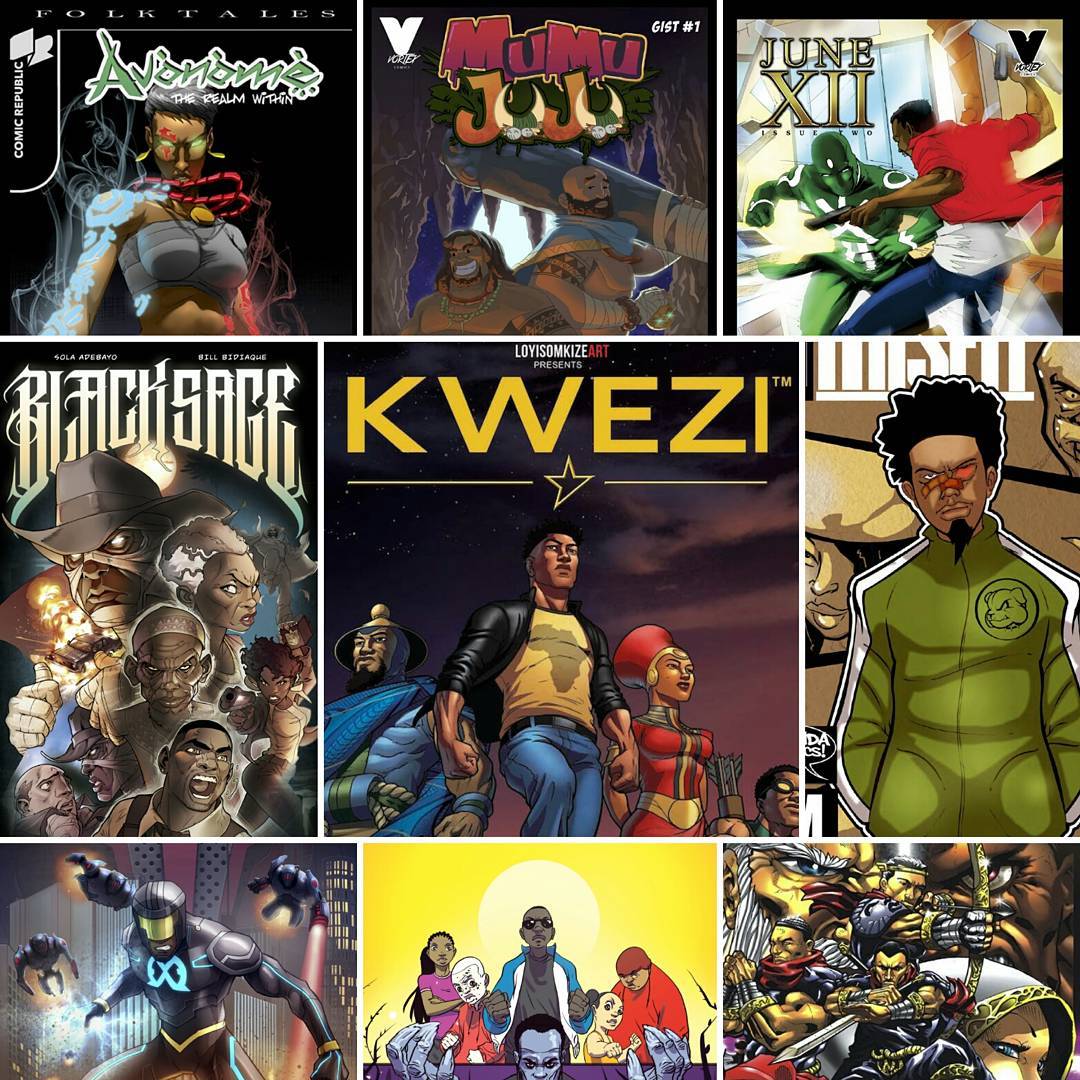 FOLKTALES
COMIC REPUBLIC
Avonome
THE REALM WITHIN
V
VORTEX
COMICS
GIST #1
MUMU
JUJU
JUNE
XII
ISSUE TWO
V
VORTEX
COMICS
SOLA ADEBAYO
BILL BIDIAQUE
BLACKSAGE
LOYISOMKIZEART
PRESENTS
KWEZI™